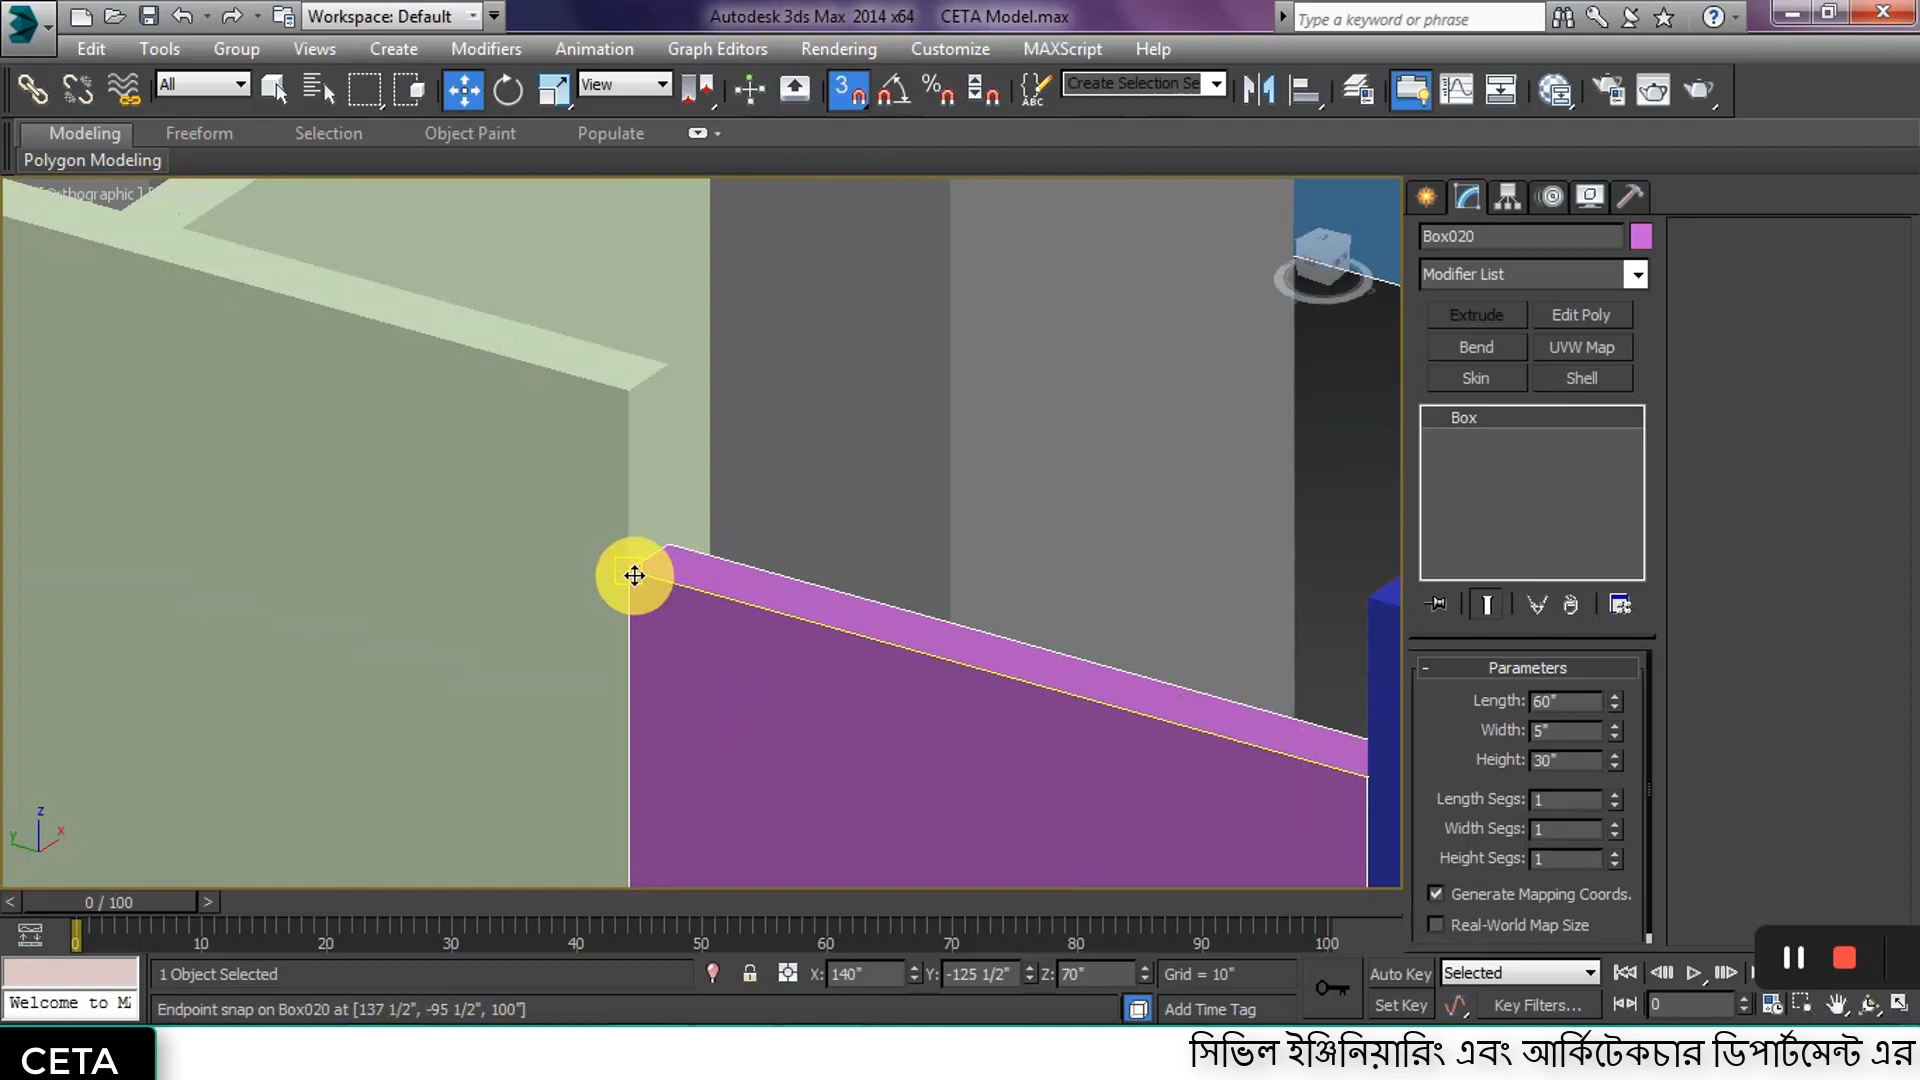 Workspace: Default
Autodesk 3ds Max 2014 x64 CETA Model.max
Type a keyword or phrase
Edit Tools Group Views Create Modifiers Animation Graph Editors Rendering Customize MAXScript Help
All
View
3
ABC
Create Selection Se
Modeling Freeform Selection Object Paint Populate
Polygon Modeling
Orthographic ]
Box020
Modifier List
Extrude Edit Poly
Bend UVW Map
Skin Shell
Box
- Parameters
Length: 60"
Width: 5"
Height: 30"
Length Segs: 1
Width Segs: 1
Height Segs: 1
Generate Mapping Coords.
Real-World Map Size
z
y
x
< 0 / 100 >
0 10 20 30 40 50 60 70 80 90 100
1 Object Selected X: 140" Y: -125 1/2" Z: 70" Grid = 10" Auto Key Selected
Welcome to M Endpoint snap on Box020 at [137 1/2", -95 1/2", 100"] Add Time Tag Set Key Key Filters... 0
CETA
সিভিল ইঞ্জিনিয়ারিং এবং আর্কিটেকচার ডিপার্টমেন্ট এর